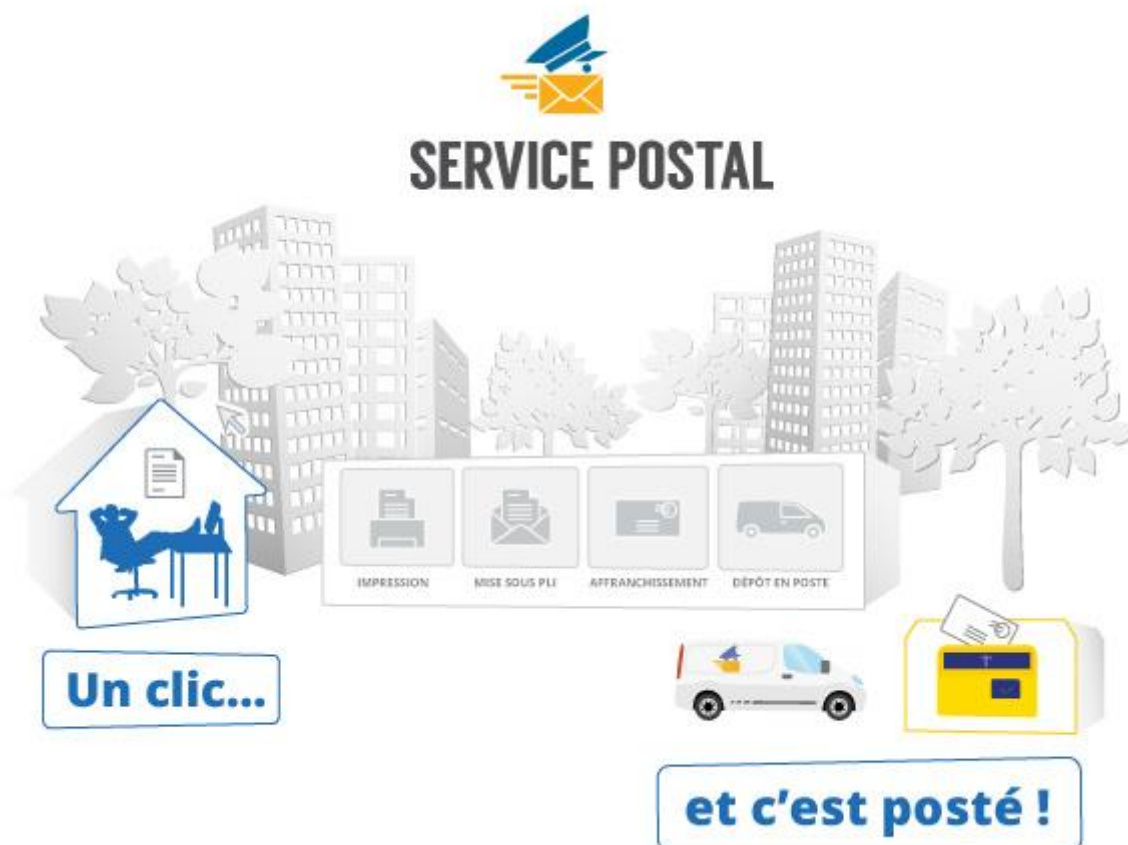 SERVICE POSTAL
IMPRESSION
MISE SOUS PLI
AFFRANCHISSEMENT
DÉPÔT EN POSTE
Un clic...
et c'est posté !